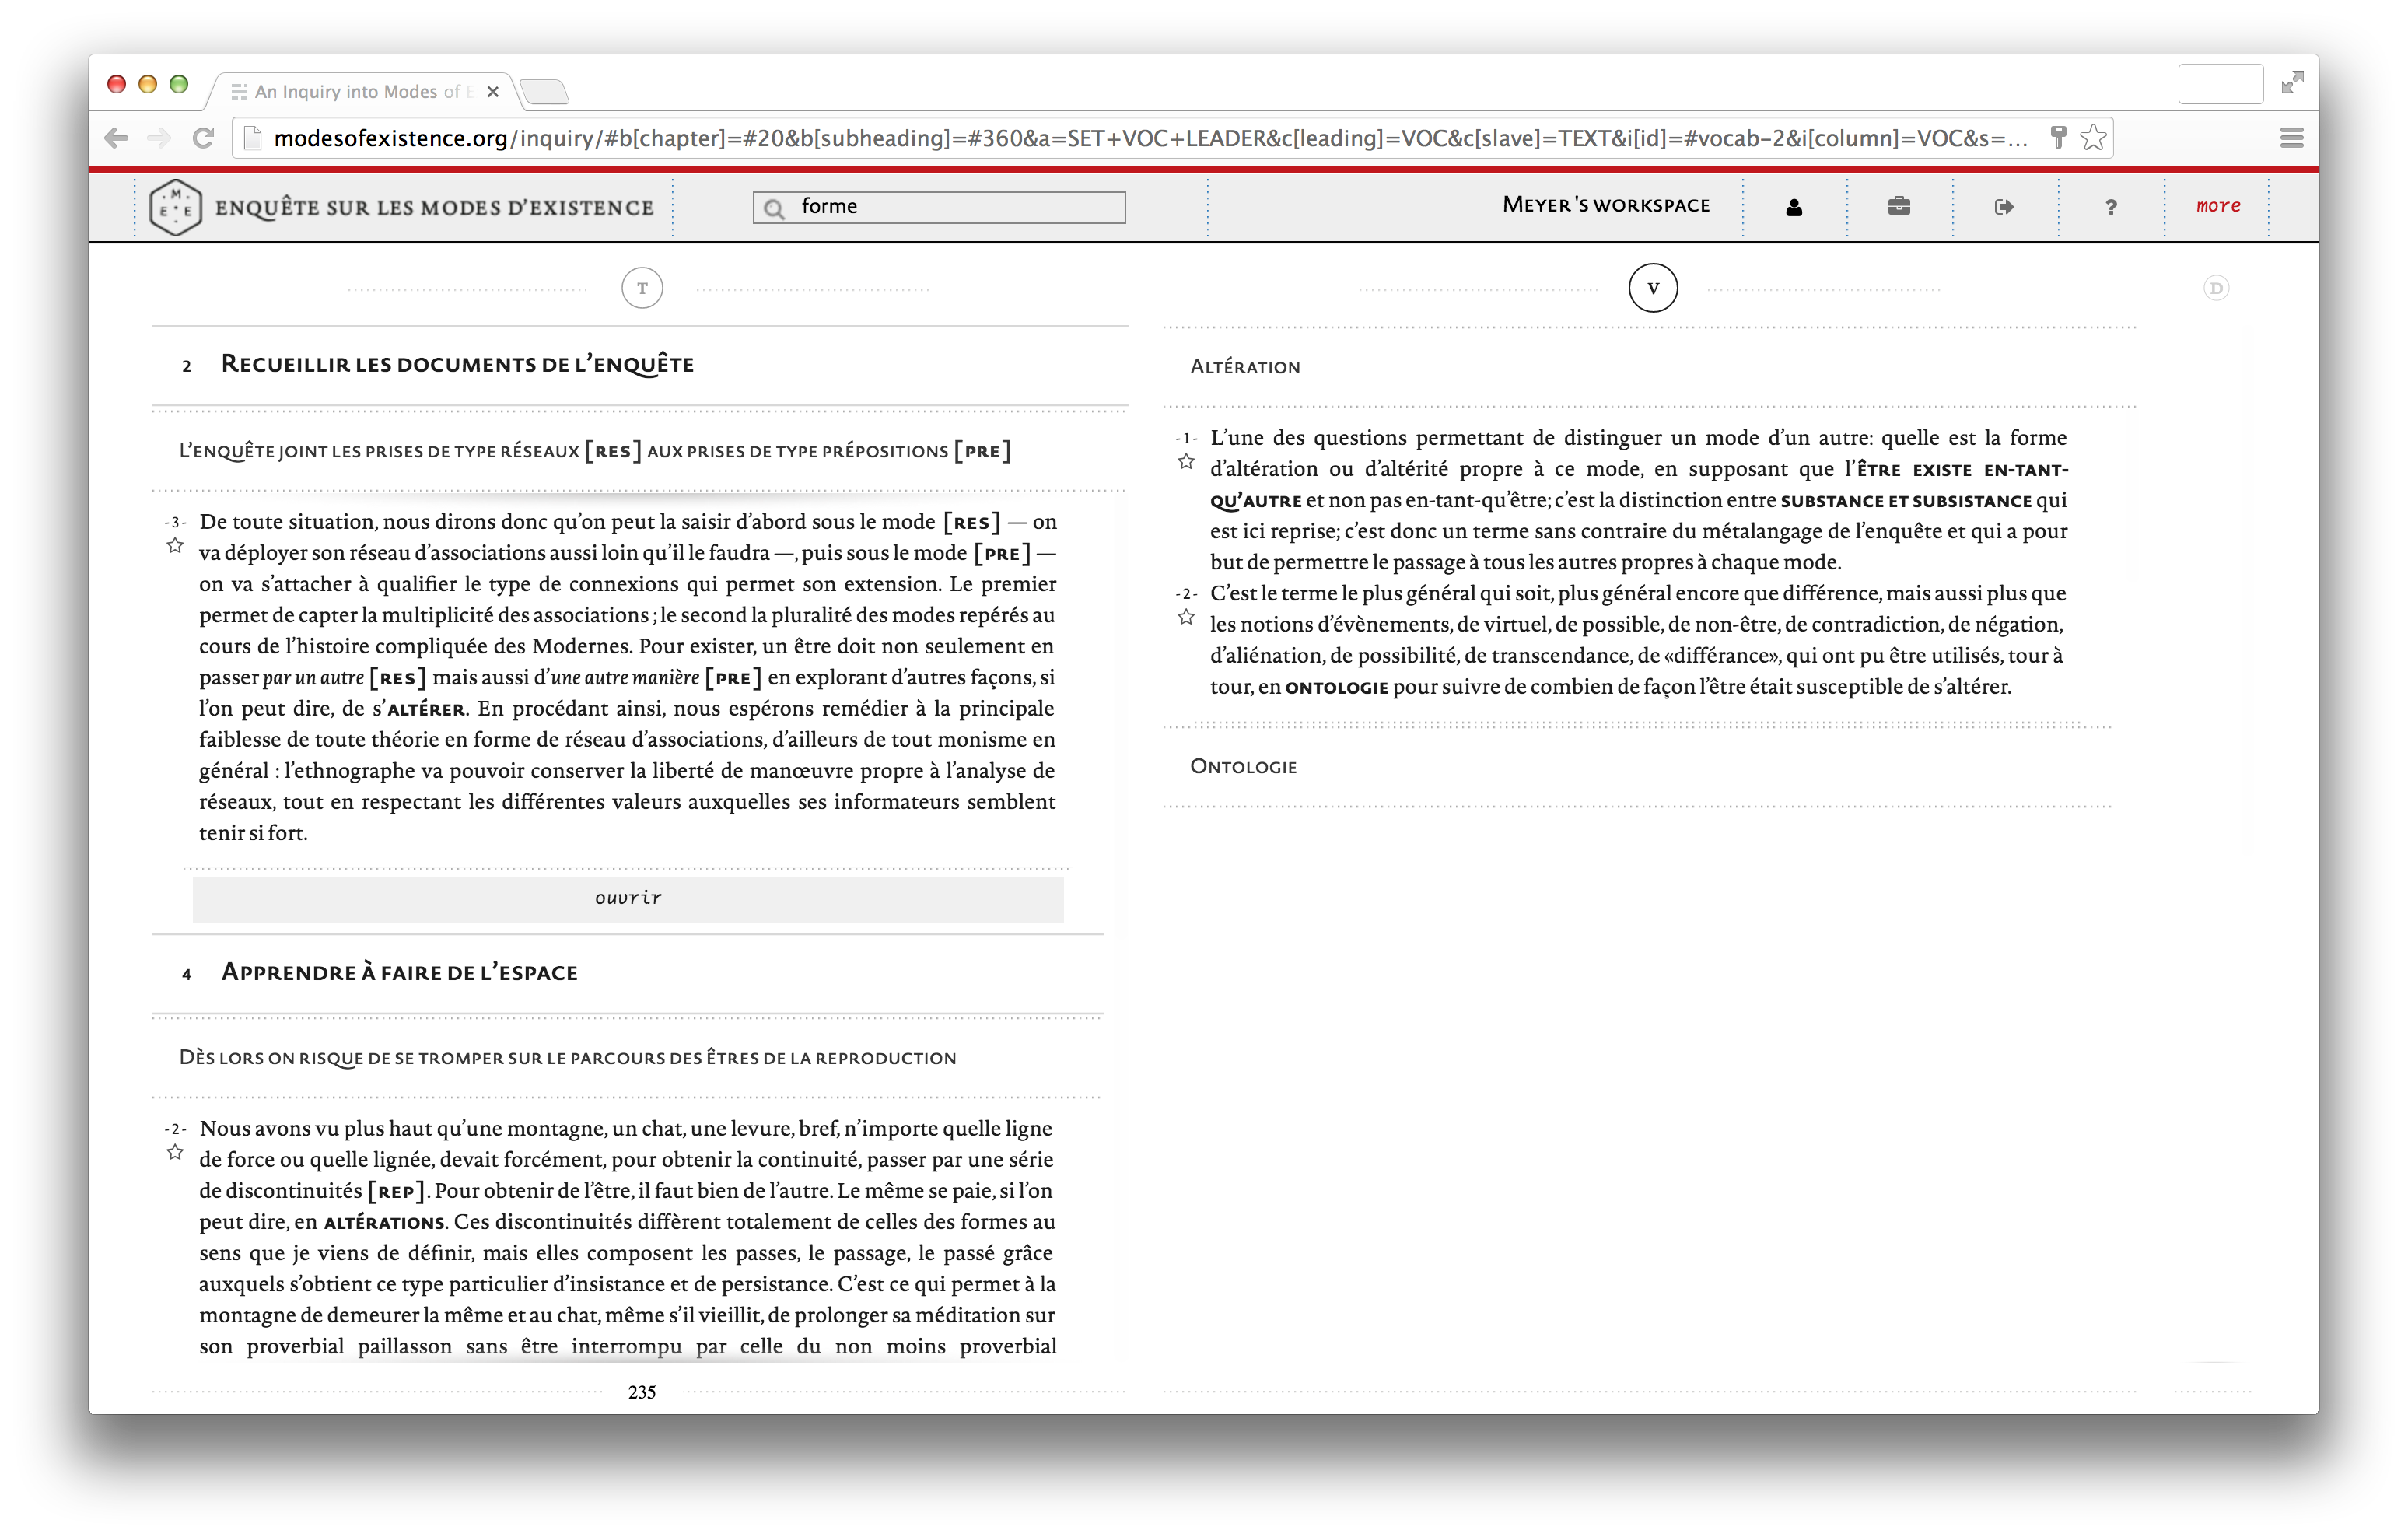 An Inquiry into Modes of E
modesofexistence.org/inquiry/#b[chapter]=#20&b[subheading]=#360&a=SET+VOC+LEADER&c[leading]=VOC&c[slave]=TEXT&i[id]=#vocab-2&i[column]=VOC&s=...
E M E
ENQUÊTE SUR LES MODES D'EXISTENCE
forme
MEYER'S WORKSPACE
?
more
T
2 RECUEILLIR LES DOCUMENTS DE L'ENQUÊTE
L'ENQUÊTE JOINT LES PRISES DE TYPE RÉSEAUX [RES] AUX PRISES DE TYPE PRÉPOSITIONS [PRE]
-3- De toute situation, nous dirons donc qu'on peut la saisir d'abord sous le mode [RES] — on
va déployer son réseau d'associations aussi loin qu'il le faudra —, puis sous le mode [PRE] —
on va s'attacher à qualifier le type de connexions qui permet son extension. Le premier
permet de capter la multiplicité des associations ; le second la pluralité des modes repérés au
cours de l'histoire compliquée des Modernes. Pour exister, un être doit non seulement en
passer par un autre [RES] mais aussi d'une autre manière [PRE] en explorant d'autres façons, si
l'on peut dire, de s'ALTÉRER. En procédant ainsi, nous espérons remédier à la principale
faiblesse de toute théorie en forme de réseau d'associations, d'ailleurs de tout monisme en
général : l'ethnographe va pouvoir conserver la liberté de manœuvre propre à l'analyse de
réseaux, tout en respectant les différentes valeurs auxquelles ses informateurs semblent
tenir si fort.
ouvrir
4 APPRENDRE À FAIRE DE L'ESPACE
DÈS LORS ON RISQUE DE SE TROMPER SUR LE PARCOURS DES ÊTRES DE LA REPRODUCTION
-2- Nous avons vu plus haut qu'une montagne, un chat, une levure, bref, n'importe quelle ligne
de force ou quelle lignée, devait forcément, pour obtenir la continuité, passer par une série
de discontinuités [REP]. Pour obtenir de l'être, il faut bien de l'autre. Le même se paie, si l'on
peut dire, en ALTÉRATIONS. Ces discontinuités diffèrent totalement de celles des formes au
sens que je viens de définir, mais elles composent les passes, le passage, le passé grâce
auxquels s'obtient ce type particulier d'insistance et de persistance. C'est ce qui permet à la
montagne de demeurer la même et au chat, même s'il vieillit, de prolonger sa méditation sur
son proverbial paillasson sans être interrompu par celle du non moins proverbial
235
V
ALTÉRATION
-1- L'une des questions permettant de distinguer un mode d'un autre: quelle est la forme
d'altération ou d'altérité propre à ce mode, en supposant que l'ÊTRE EXISTE EN-TANT-
QU'AUTRE et non pas en-tant-qu'être; c'est la distinction entre SUBSTANCE ET SUBSISTANCE qui
est ici reprise; c'est donc un terme sans contraire du métalangage de l'enquête et qui a pour
but de permettre le passage à tous les autres propres à chaque mode.
-2- C'est le terme le plus général qui soit, plus général encore que différence, mais aussi plus que
les notions d'évènements, de virtuel, de possible, de non-être, de contradiction, de négation,
d'aliénation, de possibilité, de transcendance, de «différance», qui ont pu être utilisés, tour à
tour, en ONTOLOGIE pour suivre de combien de façon l'être était susceptible de s'altérer.
ONTOLOGIE
D